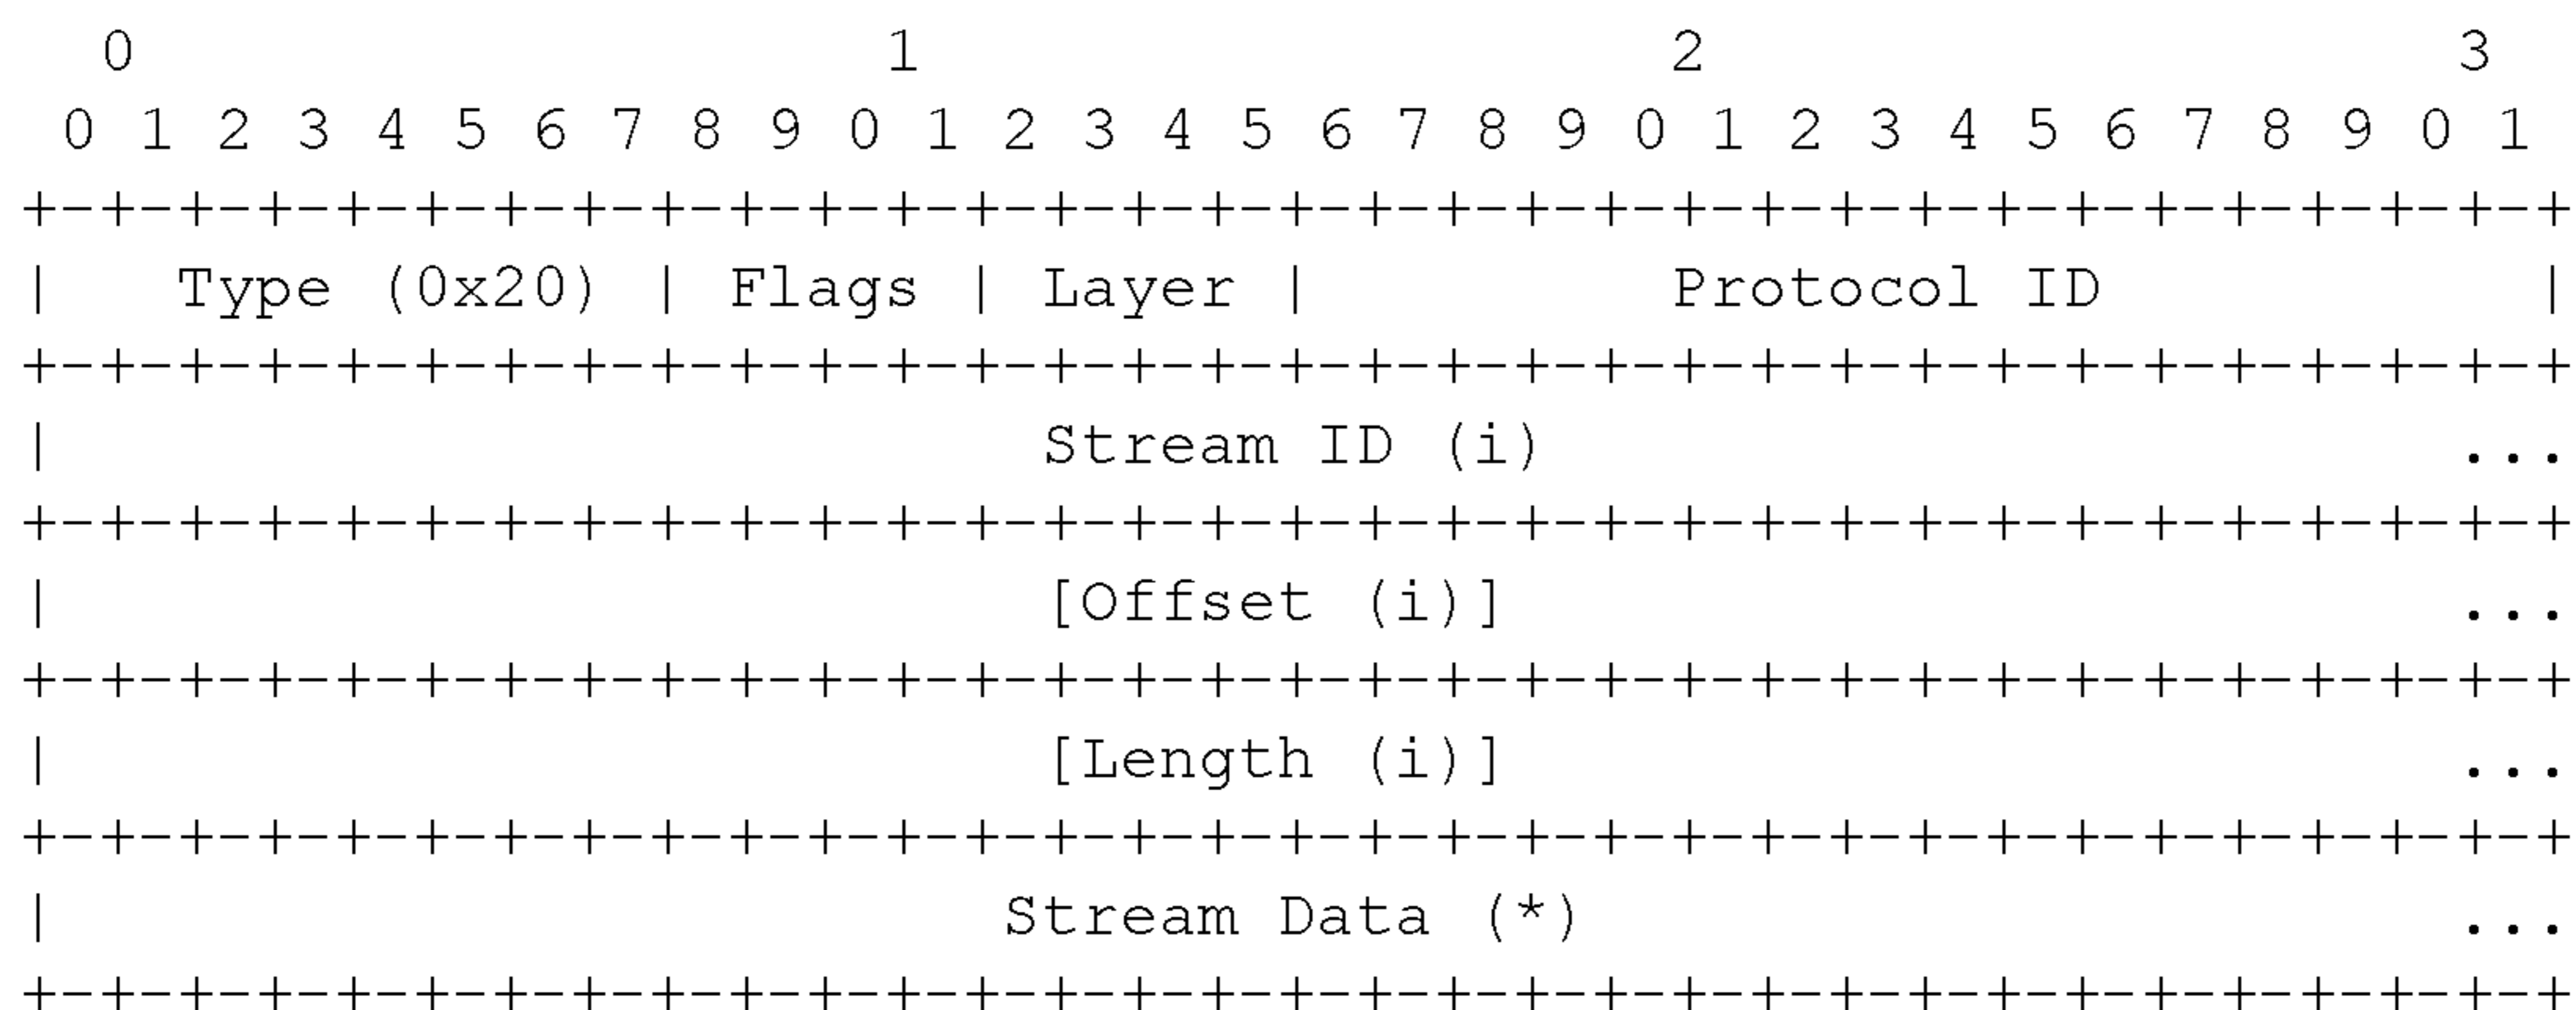 0                   1                   2                   3
 0 1 2 3 4 5 6 7 8 9 0 1 2 3 4 5 6 7 8 9 0 1 2 3 4 5 6 7 8 9 0 1
+-+-+-+-+-+-+-+-+-+-+-+-+-+-+-+-+-+-+-+-+-+-+-+-+-+-+-+-+-+-+-+-+
|   Type (0x20) | Flags | Layer |         Protocol ID           |
+-+-+-+-+-+-+-+-+-+-+-+-+-+-+-+-+-+-+-+-+-+-+-+-+-+-+-+-+-+-+-+-+
|                         Stream ID (i)                       ...
+-+-+-+-+-+-+-+-+-+-+-+-+-+-+-+-+-+-+-+-+-+-+-+-+-+-+-+-+-+-+-+-+
|                         [Offset (i)]                        ...
+-+-+-+-+-+-+-+-+-+-+-+-+-+-+-+-+-+-+-+-+-+-+-+-+-+-+-+-+-+-+-+-+
|                         [Length (i)]                        ...
+-+-+-+-+-+-+-+-+-+-+-+-+-+-+-+-+-+-+-+-+-+-+-+-+-+-+-+-+-+-+-+-+
|                        Stream Data (*)                      ...
+-+-+-+-+-+-+-+-+-+-+-+-+-+-+-+-+-+-+-+-+-+-+-+-+-+-+-+-+-+-+-+-+